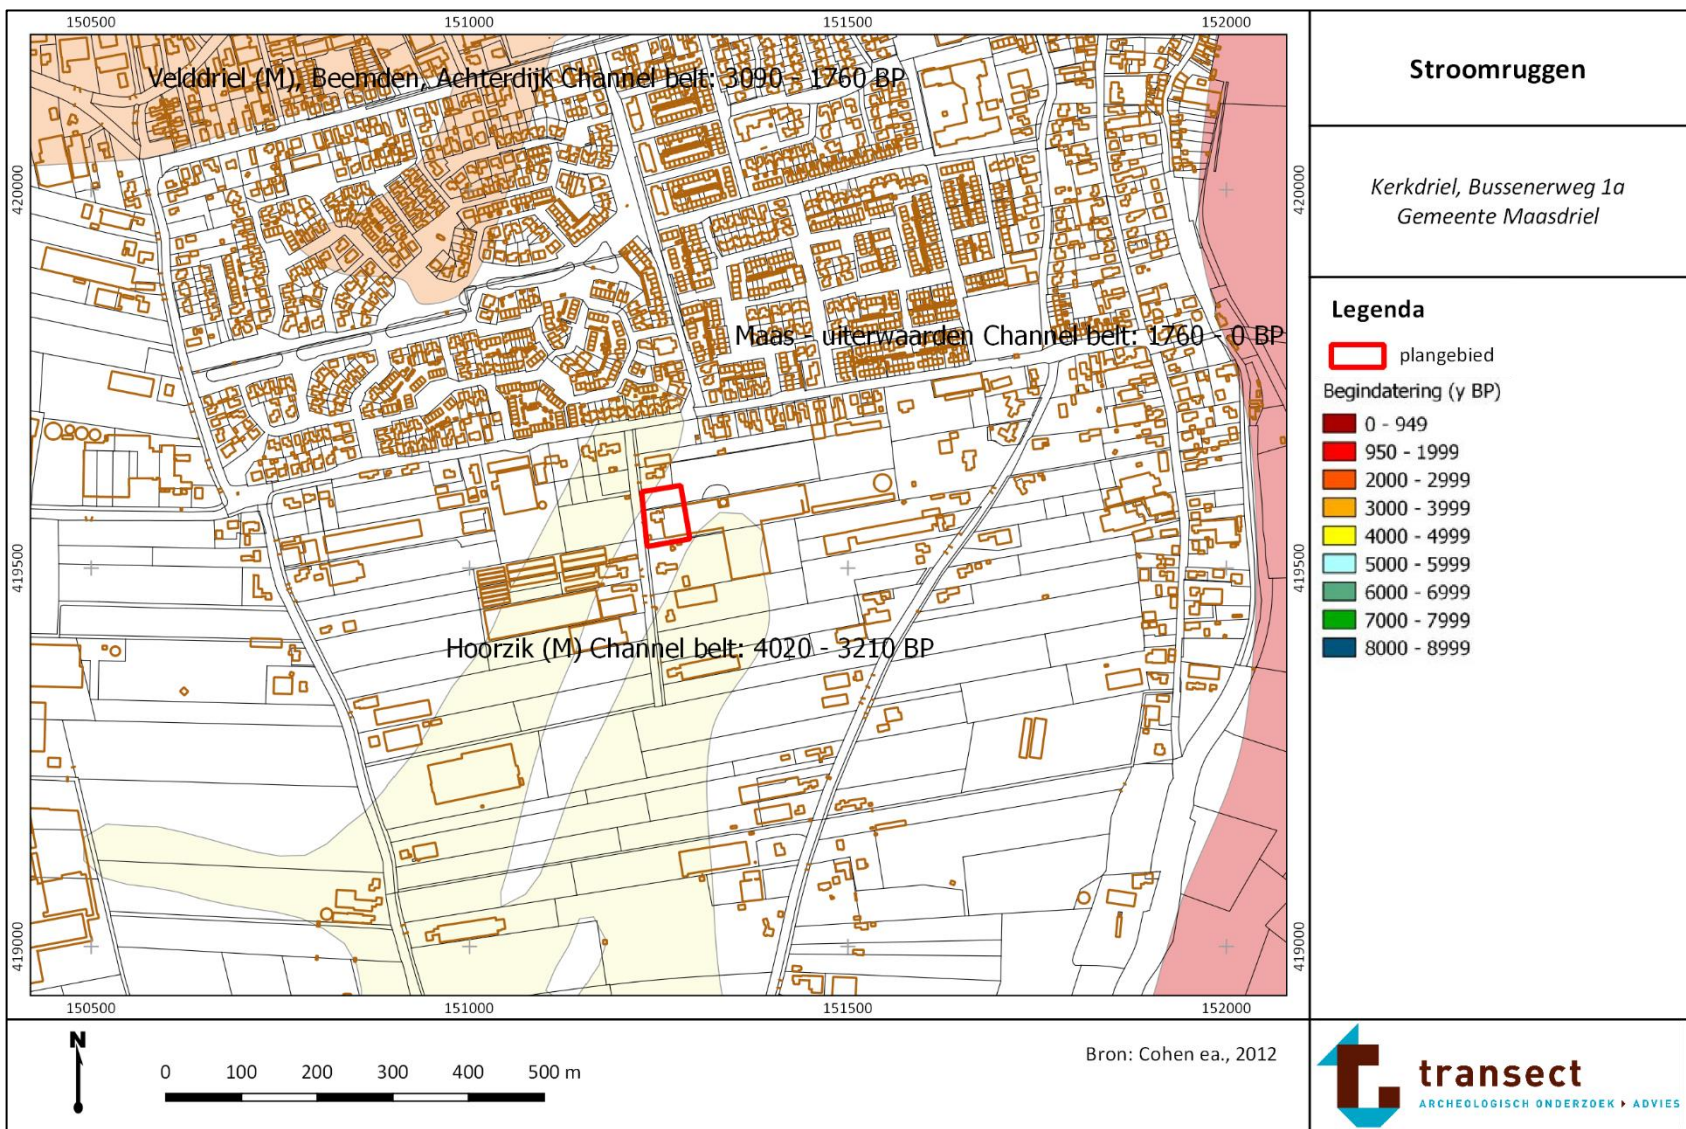 150500 151000 151500 152000
Velddriel (M), Beemden, Achterdijk Channel belt: 3090 - 1760 BP
420000 420000
Maas - uiterwaarden Channel belt: 1760 - 0 BP
419500 419500
Hoorzik (M) Channel belt: 4020 - 3210 BP
419000 419000
150500 151000 151500 152000
Stroomruggen
Kerkdriel, Bussenerweg 1a
Gemeente Maasdriel
Legenda
plangebied
Begindatering (y BP)
0 - 949
950 - 1999
2000 - 2999
3000 - 3999
4000 - 4999
5000 - 5999
6000 - 6999
7000 - 7999
8000 - 8999
N
0 100 200 300 400 500 m
Bron: Cohen ea., 2012
transect
ARCHEOLOGISCH ONDERZOEK ▸ ADVIES